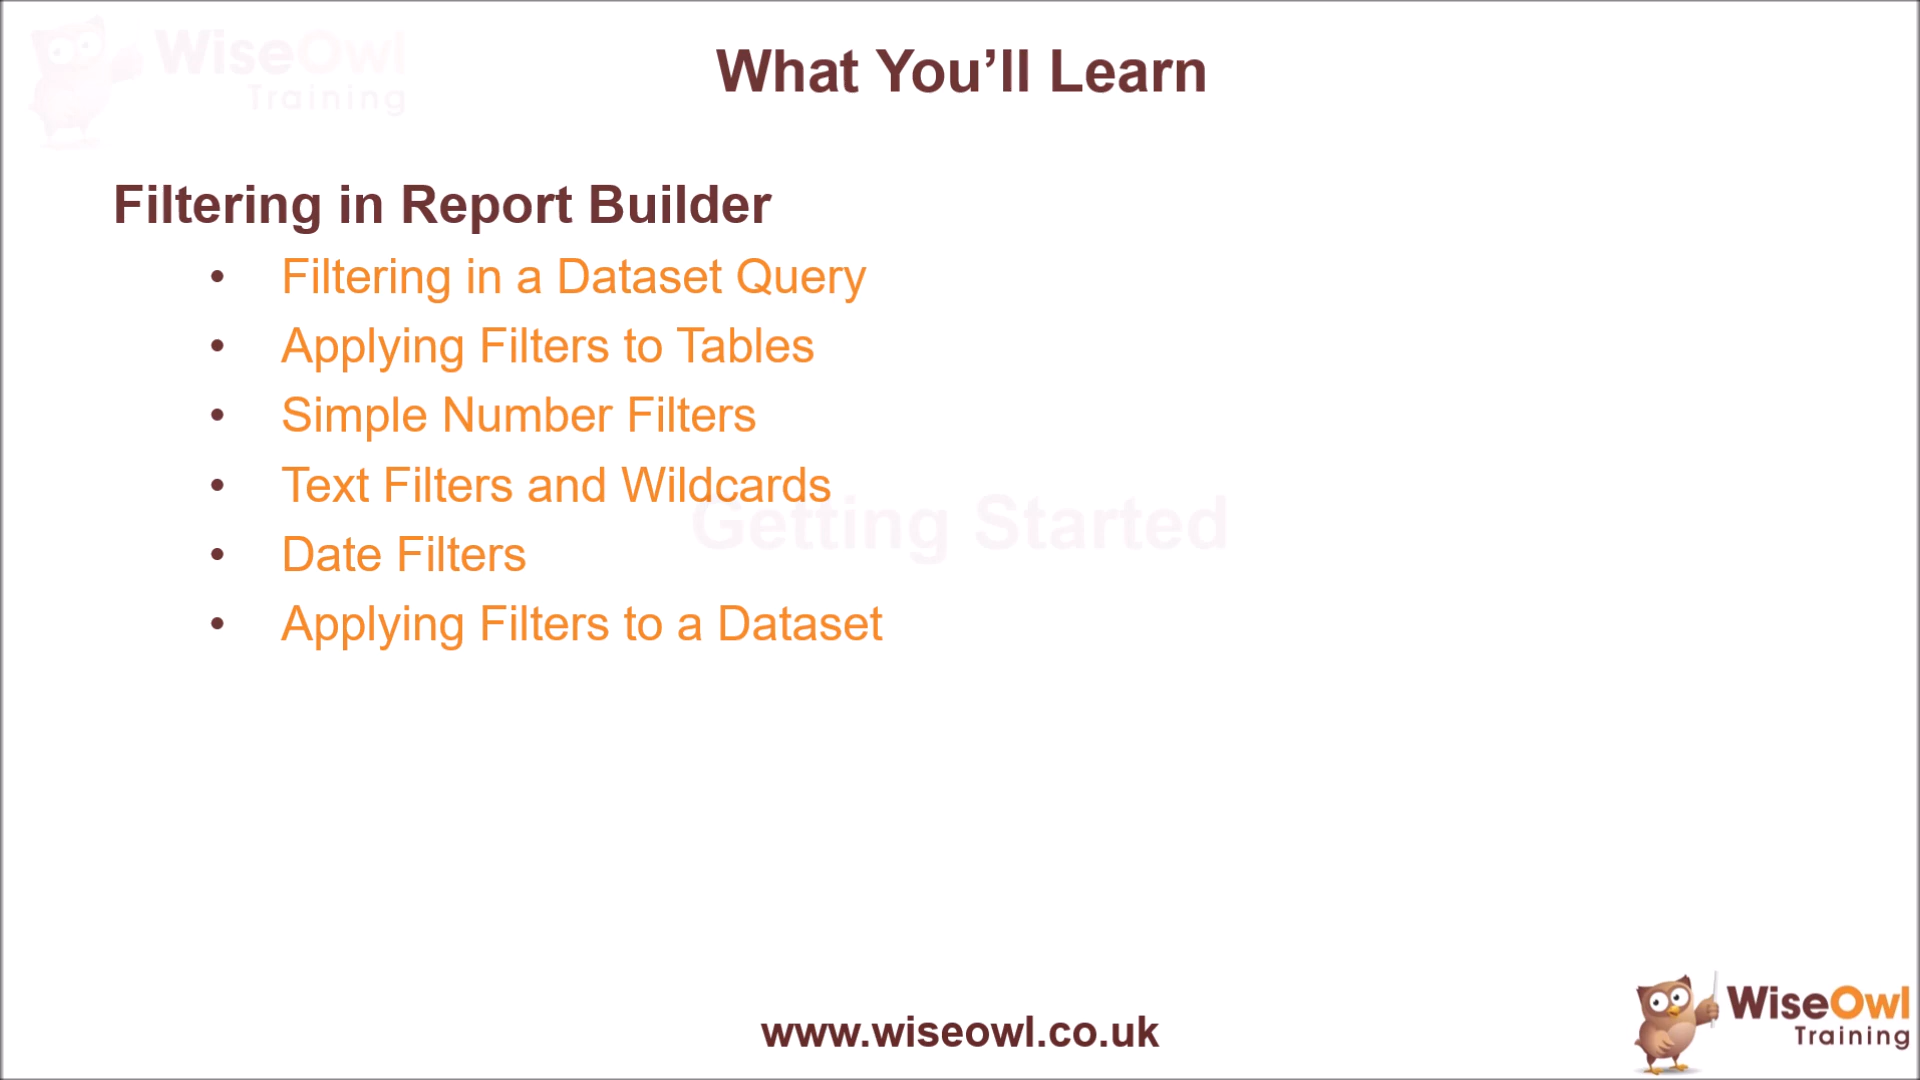 WiseOwl
Training
What You’ll Learn
Filtering in Report Builder
• Filtering in a Dataset Query
• Applying Filters to Tables
• Simple Number Filters
• Text Filters and Wildcards
Getting Started
• Date Filters
• Applying Filters to a Dataset
www.wiseowl.co.uk
WiseOwl
Training